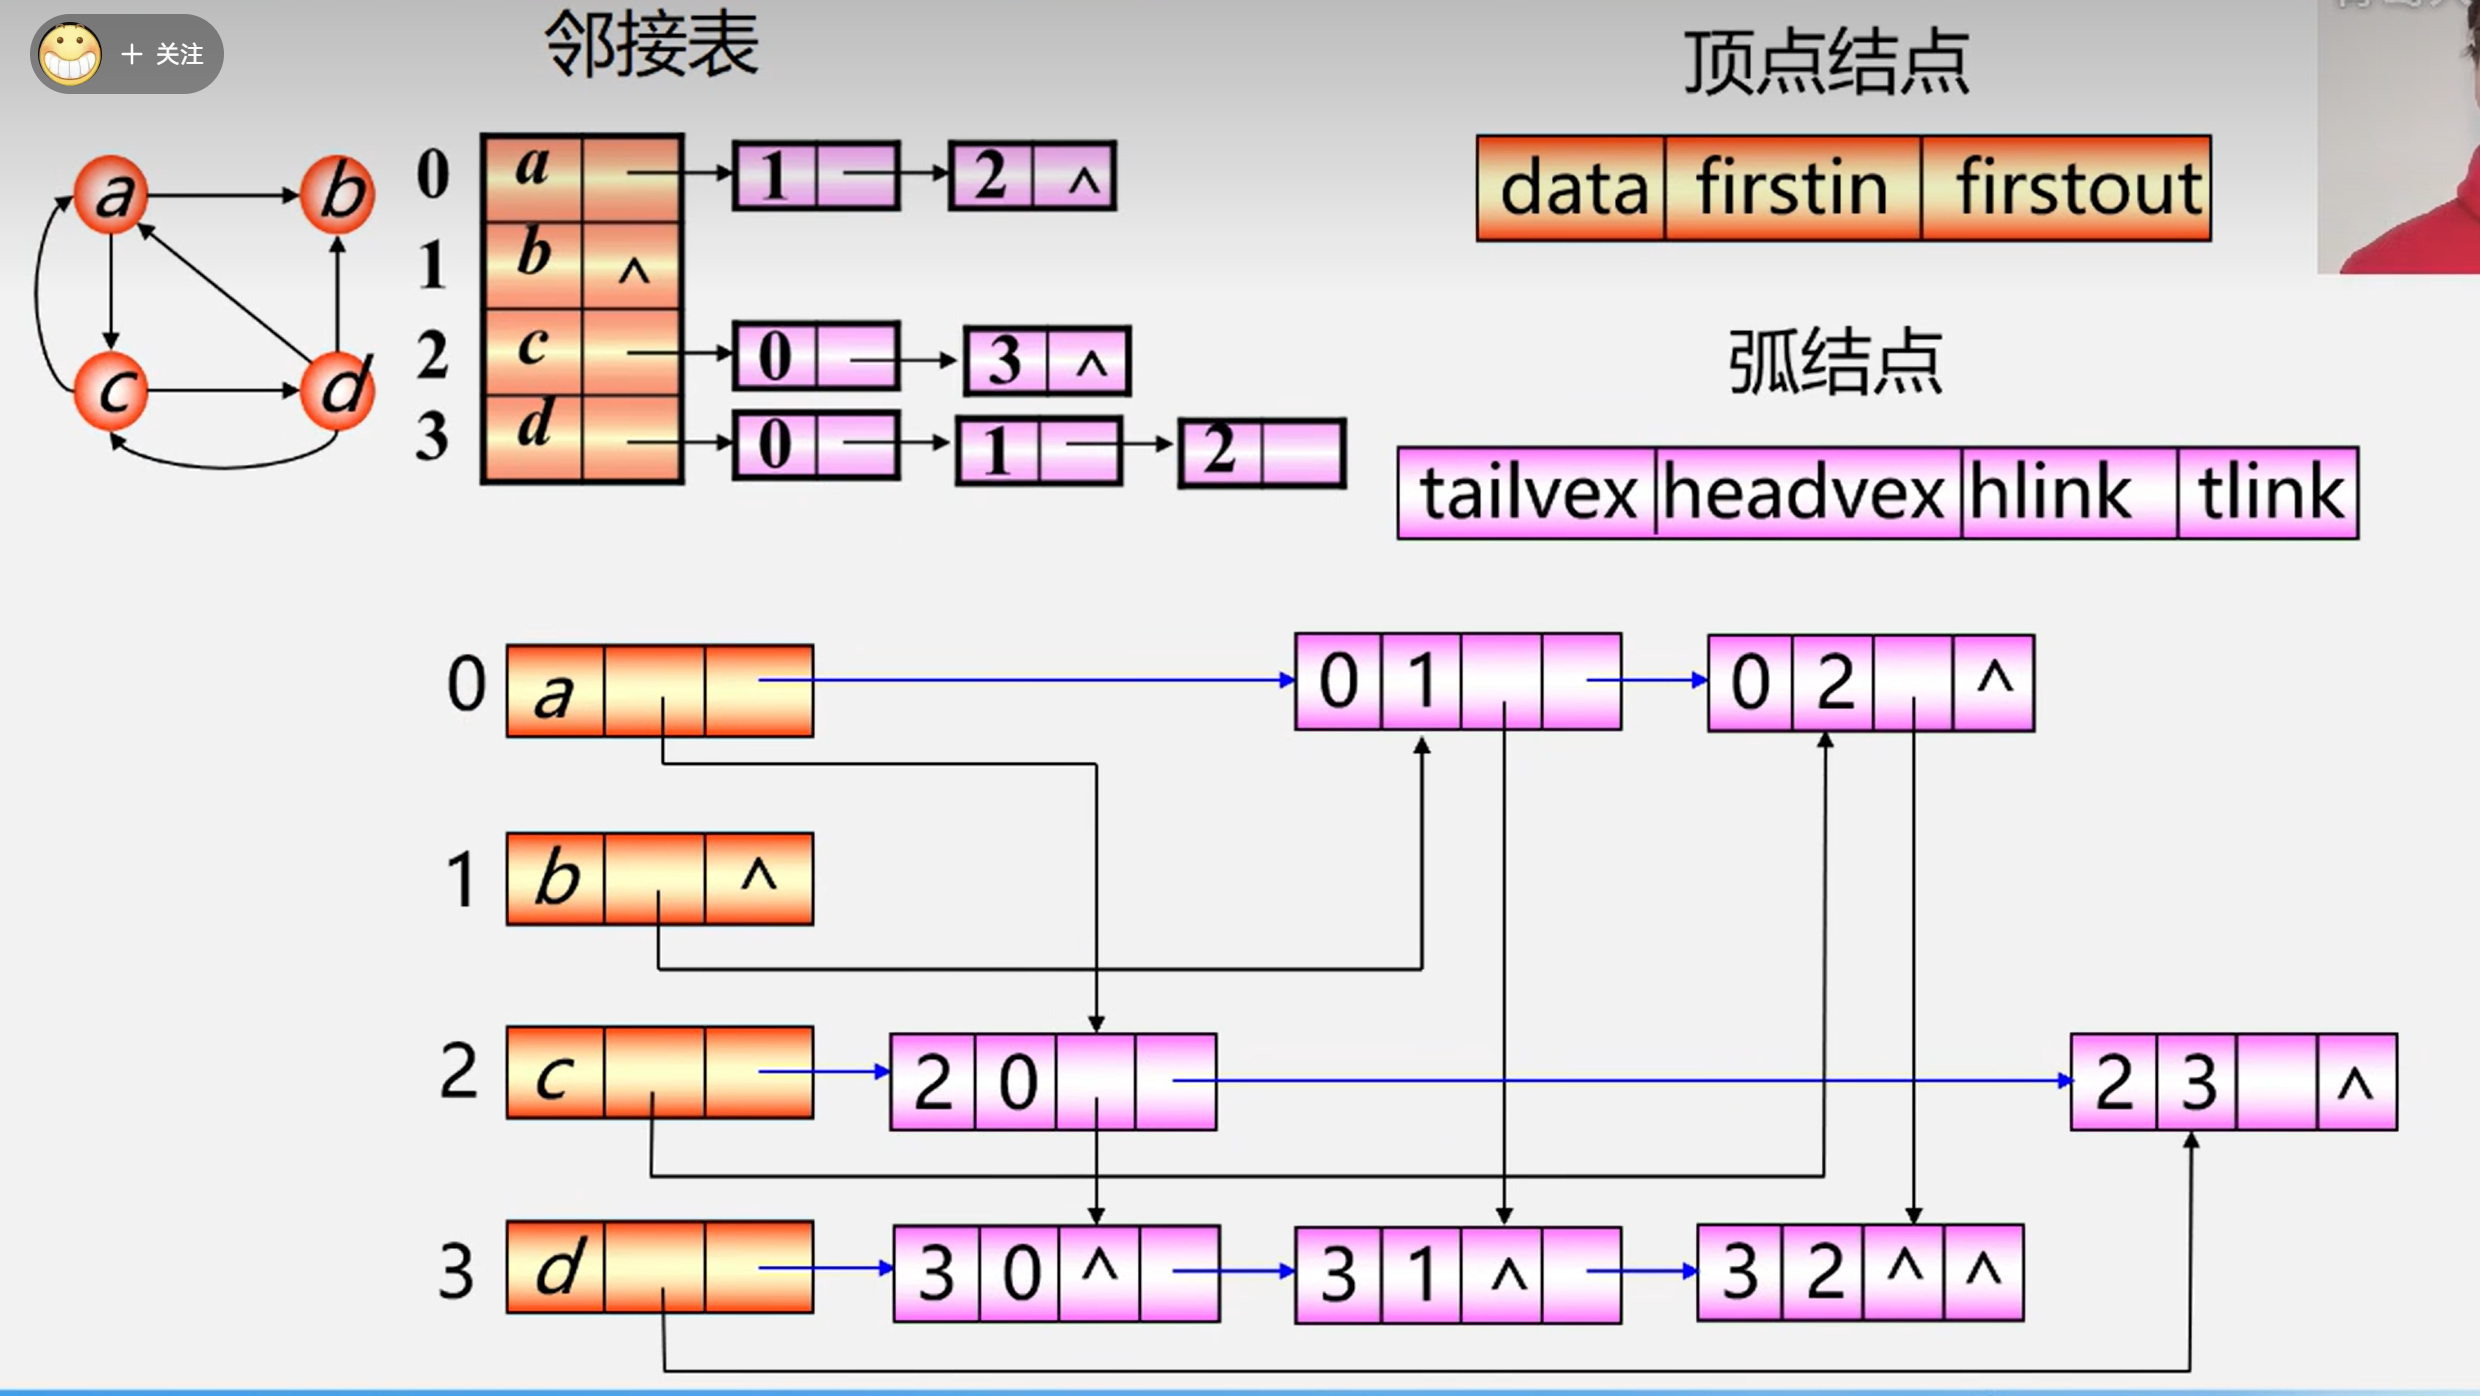 + 关注
邻接表
顶点结点
data firstin firstout
a b
c d
0 a 1 2 ^
1 b ^
2 c 0 3 ^
3 d 0 1 2
弧结点
tailvex headvex hlink tlink
0 a 0 1 0 2 ^
1 b ^
2 c 2 0 2 3 ^
3 d 3 0 ^ 3 1 ^ 3 2 ^ ^